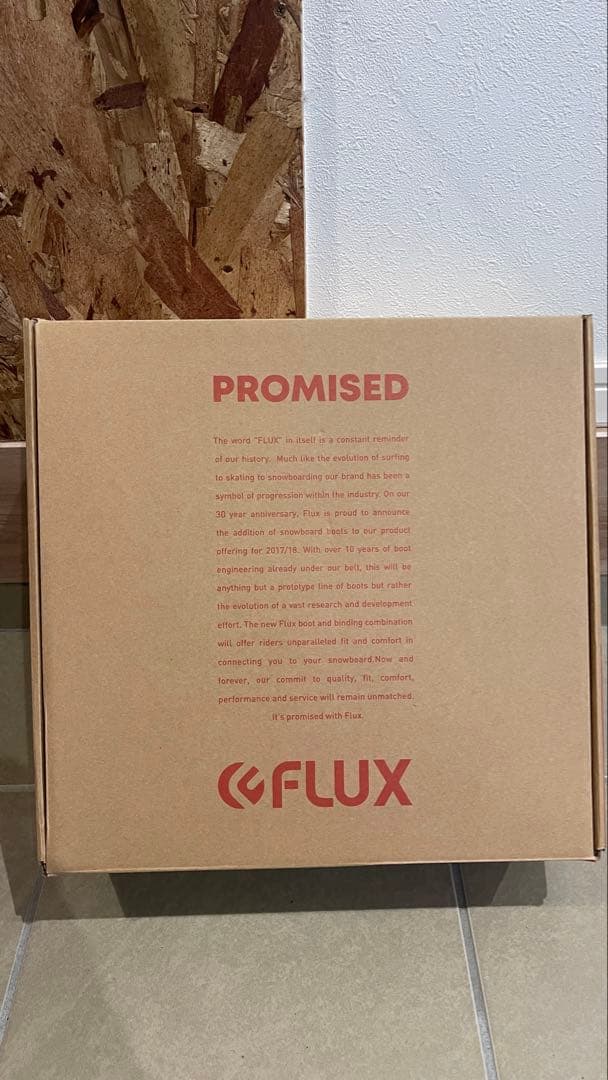 PROMISED
The word "FLUX" in itself is a constant reminder
of our history. Much like the evolution of surfing
to skating to snowboarding our brand has been a
symbol of progression within the industry. On our
30 year anniversary, Flux is proud to announce
the addition of snowboard boots to our product
offering for 2017/18. With over 10 years of boot
engineering already under our belt, this will be
anything but a prototype line of boots but rather
the evolution of a vast research and development
effort. The new Flux boot and binding combination
will offer riders unparalleled fit and comfort in
connecting you to your snowboard.Now and
forever, our commit to quality, fit, comfort,
performance and service will remain unmatched.
It's promised with Flux.
FLUX